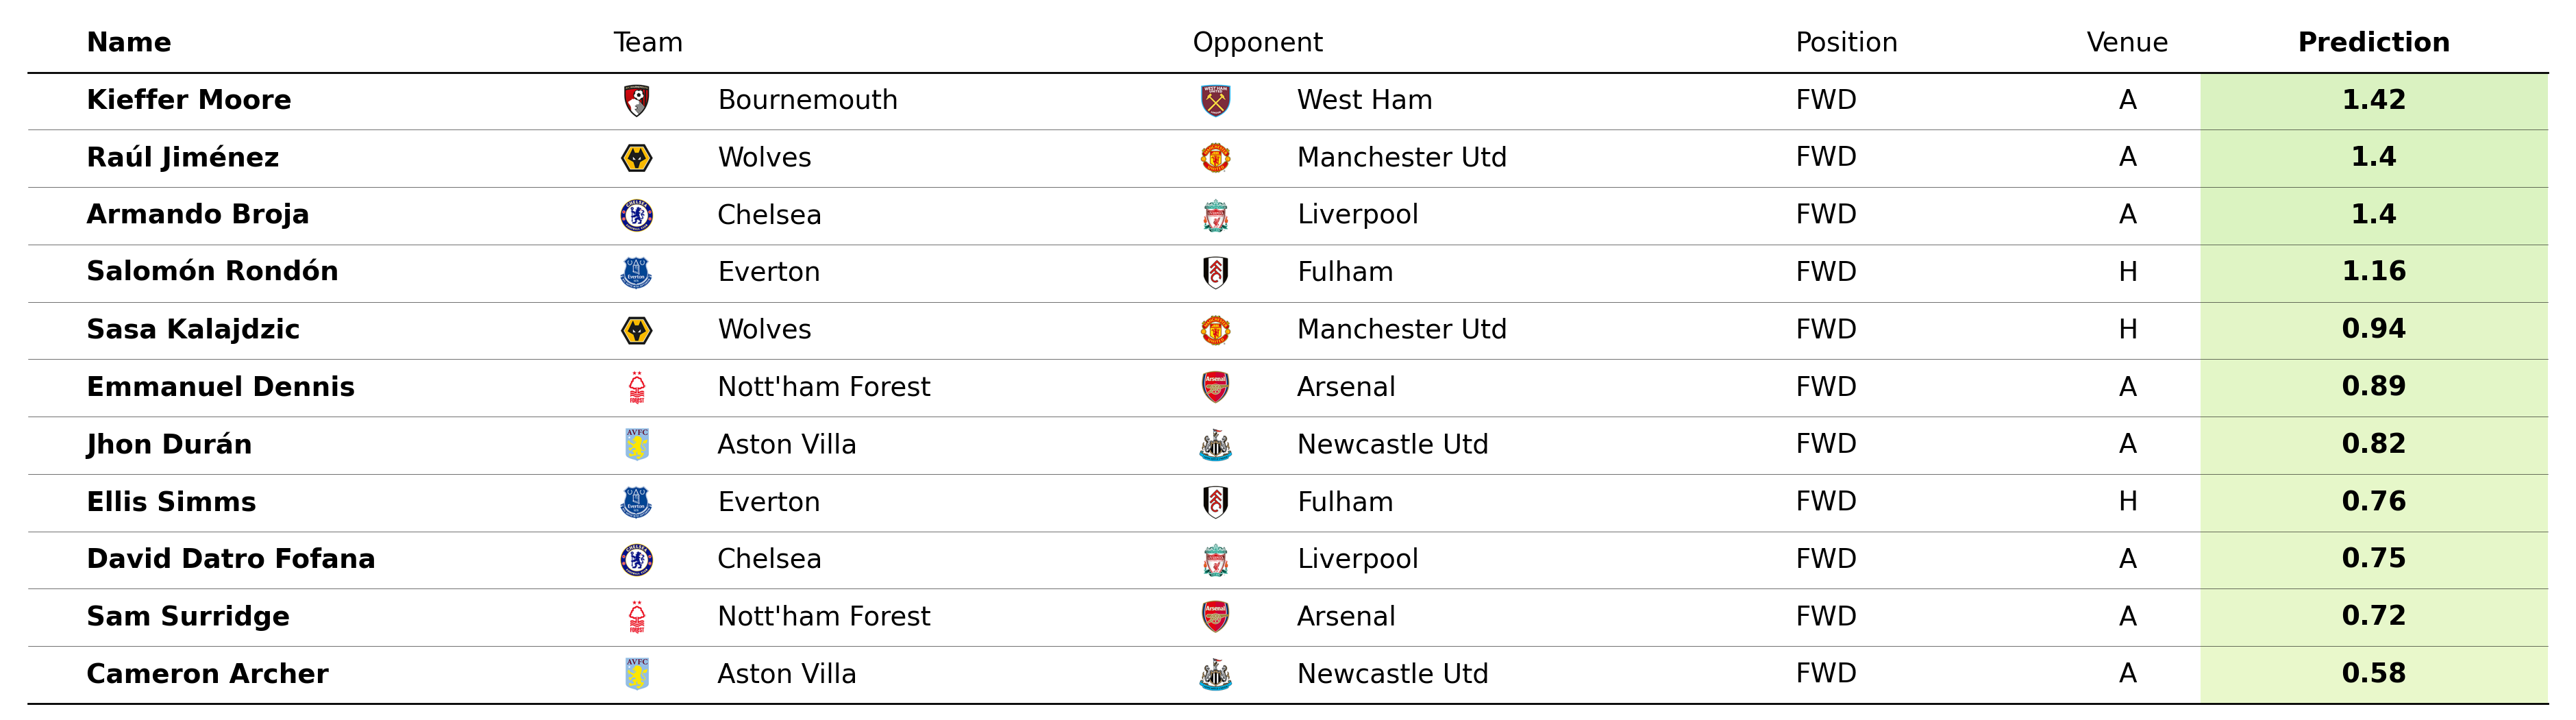 Name Team Opponent Position Venue Prediction
Kieffer Moore Bournemouth West Ham FWD A 1.42
Raúl Jiménez Wolves Manchester Utd FWD A 1.4
Armando Broja Chelsea Liverpool FWD A 1.4
Salomón Rondón Everton Fulham FWD H 1.16
Sasa Kalajdzic Wolves Manchester Utd FWD H 0.94
Emmanuel Dennis Nott'ham Forest Arsenal FWD A 0.89
Jhon Durán Aston Villa Newcastle Utd FWD A 0.82
Ellis Simms Everton Fulham FWD H 0.76
David Datro Fofana Chelsea Liverpool FWD A 0.75
Sam Surridge Nott'ham Forest Arsenal FWD A 0.72
Cameron Archer Aston Villa Newcastle Utd FWD A 0.58